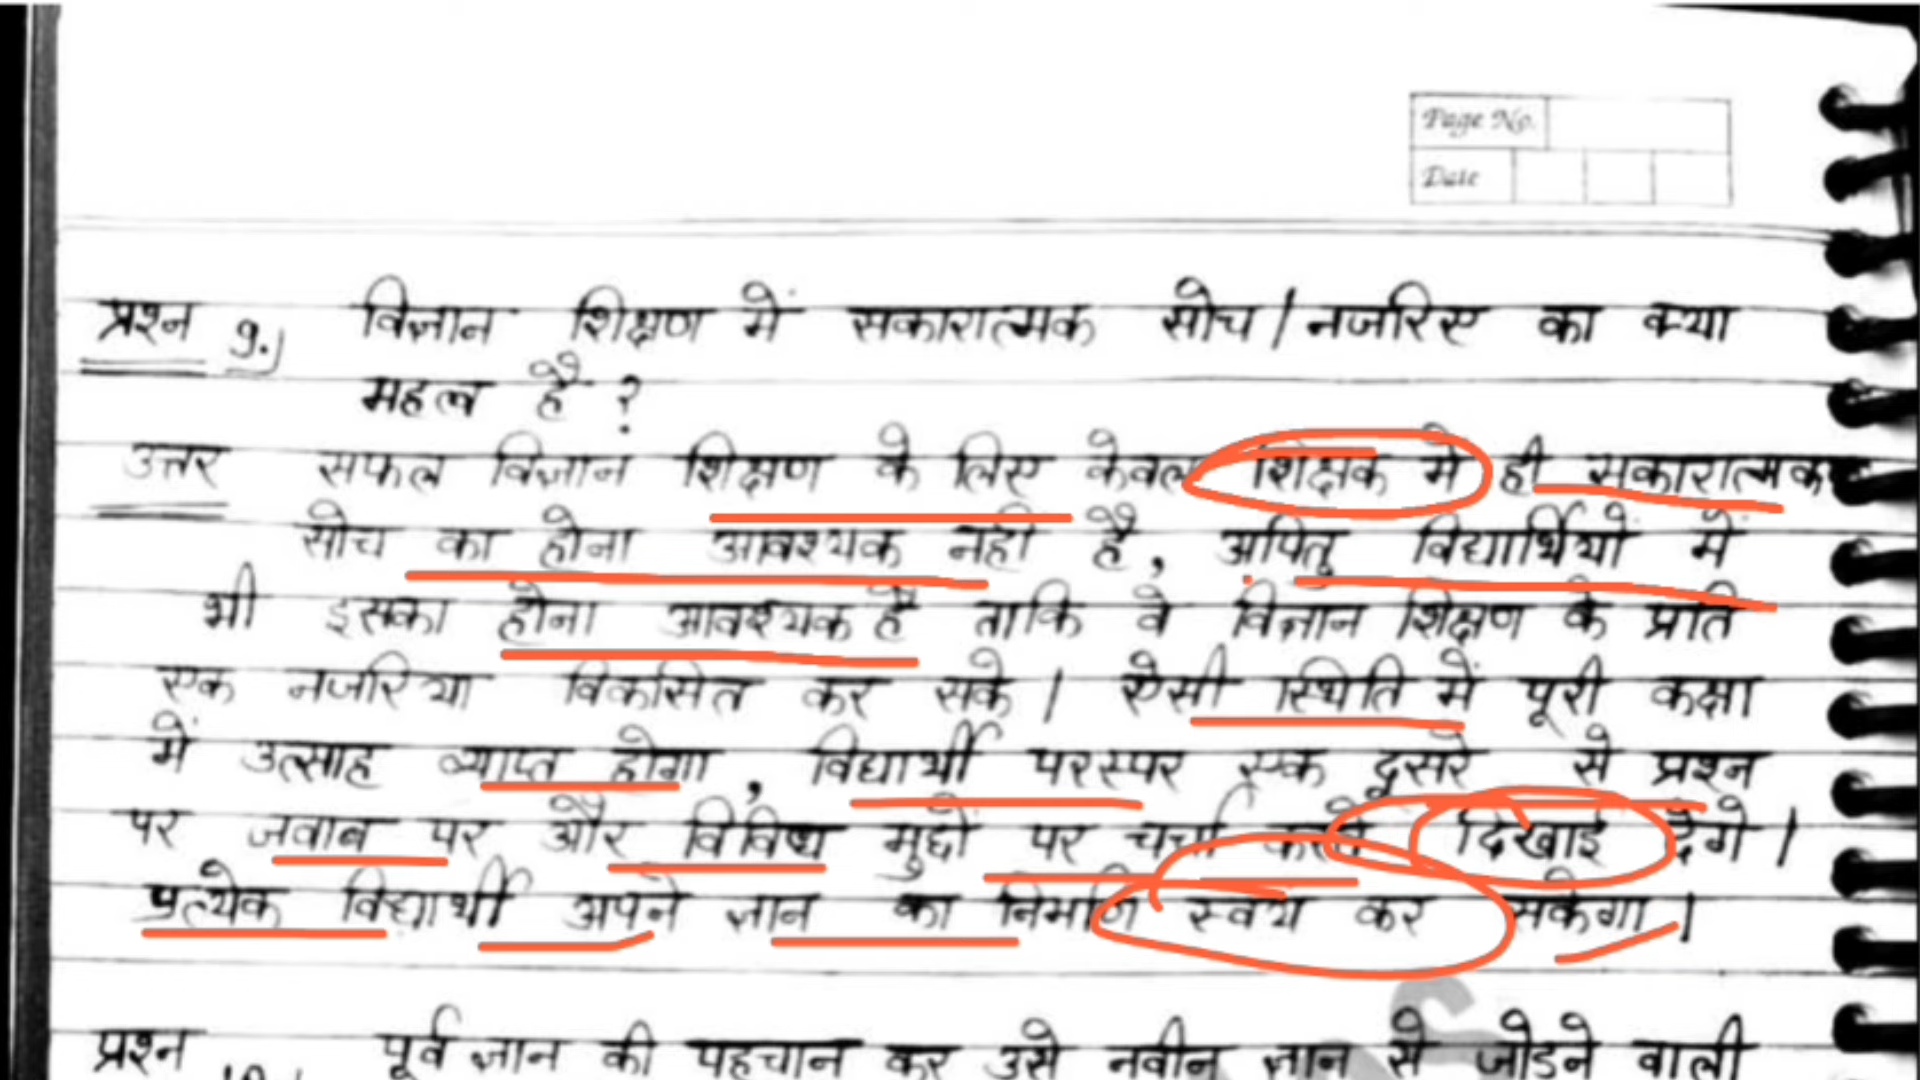 Page No.
Date
प्रश्न 9.) विज्ञान शिक्षण में सकारात्मक सोच / नजरिए का क्या
महत्व है ?
उत्तर सफल विज्ञान शिक्षण के लिए केवल शिक्षक में ही सकारात्मक
सोच का होना आवश्यक नही है, अपितु विद्यार्थियों में
भी इसका होना आवश्यक है ताकि वे विज्ञान शिक्षण के प्रति
एक नजरिया विकसित कर सके । ऐसी स्थिति में पूरी कक्षा
में उत्साह व्याप्त होगा, विद्यार्थी परस्पर एक दूसरे से प्रश्न
पर जवाब पर और विविध मुद्दो पर चर्चा करते दिखाई देंगे ।
प्रत्येक विद्यार्थी अपने ज्ञान का निर्माण स्वयं कर सकेगा ।
प्रश्न 10.) पूर्व ज्ञान की पहचान कर उसे नवीन ज्ञान से जोडने वाली